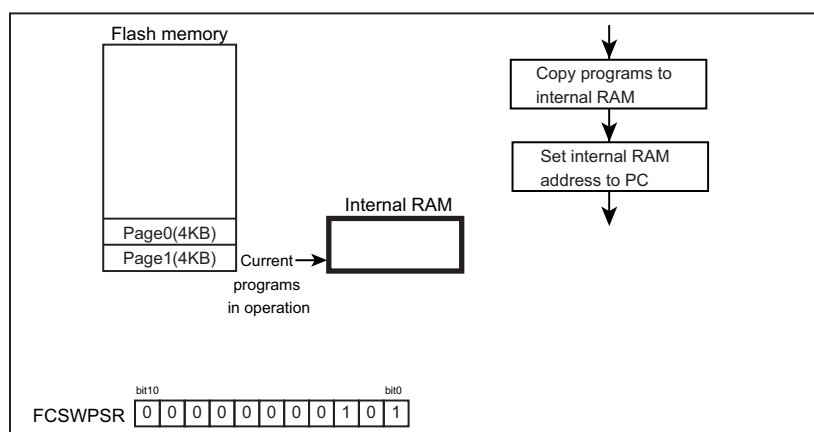 Flash memory
Page0(4KB)
Page1(4KB)
Current
programs
in operation
Internal RAM
Copy programs to
internal RAM
Set internal RAM
address to PC
bit10
bit0
FCSWPSR 0 0 0 0 0 0 0 0 1 0 1